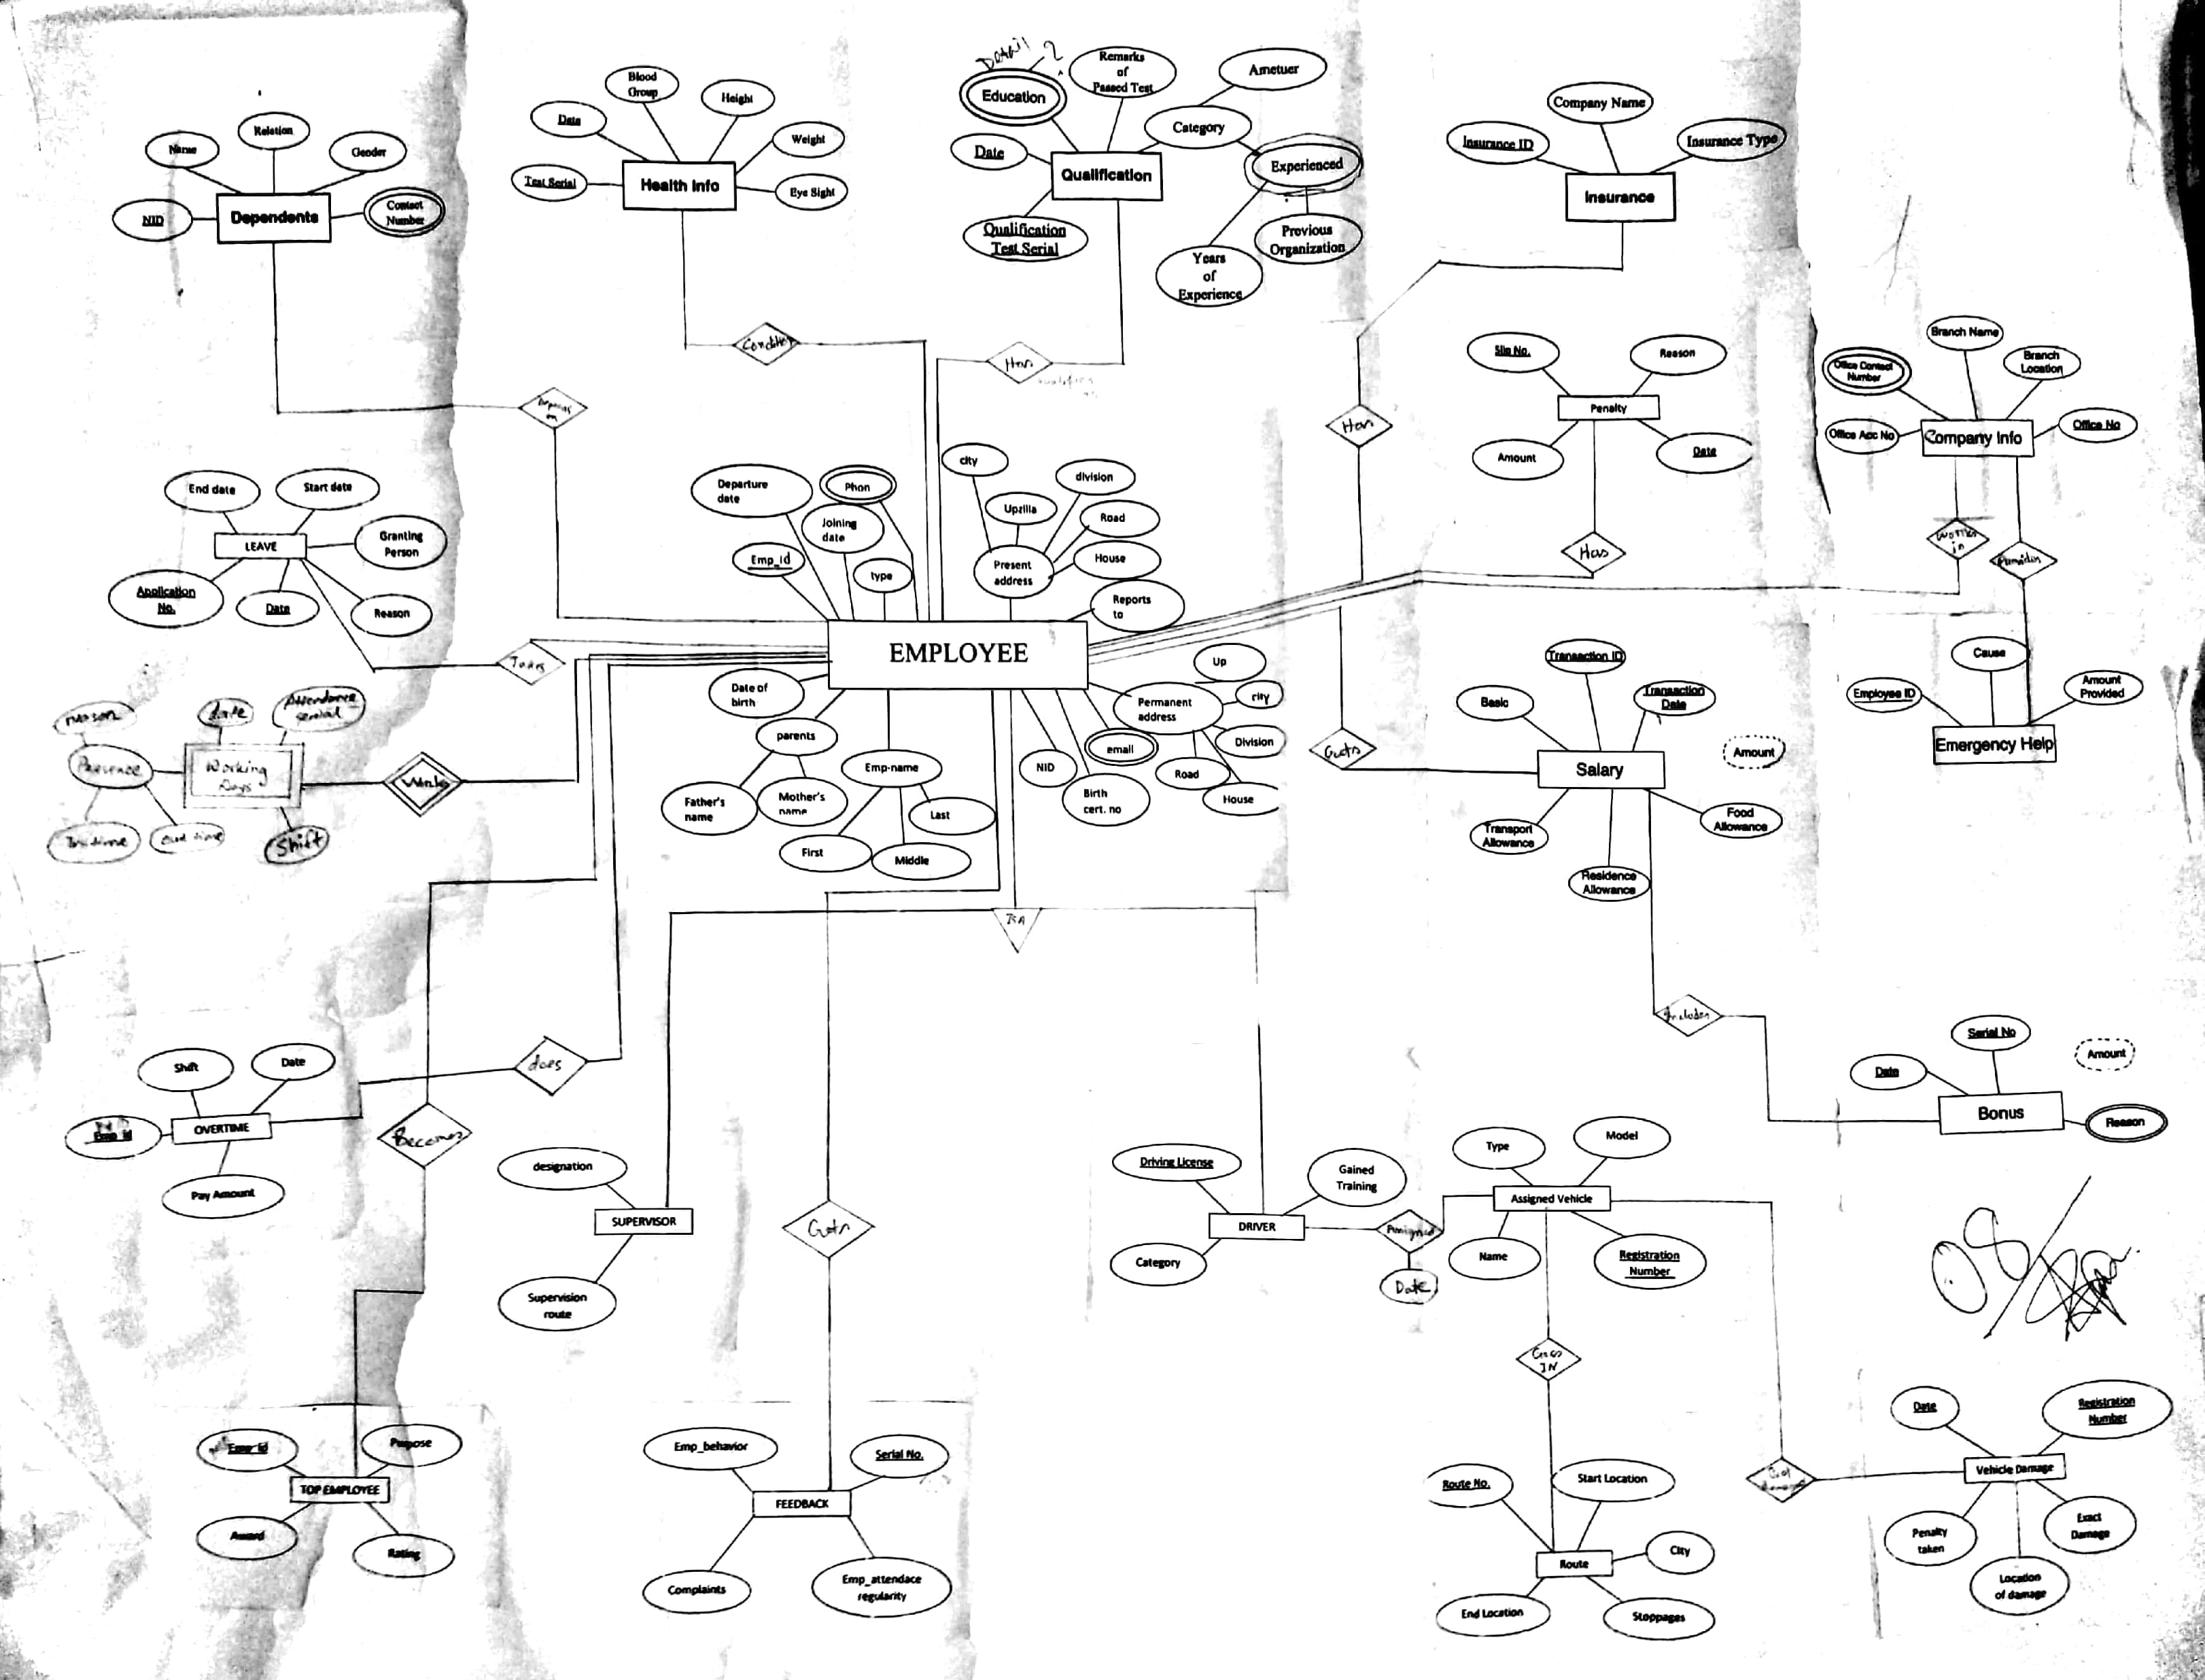 Detail ?
Education
Remarks
of
Passed Test
Ametuer
Category
Date
Experienced
Qualification
Qualification
Test Serial
Previous
Organization
Years
of
Experience
Blood
Group
Height
Date
Weight
Test Serial
Health Info
Eye Sight
Relation
Name
Gender
NID
Dependents
Contact
Number
Company Name
Insurance ID
Insurance Type
Insurance
Condition
Has
Depends
on
Has
Slip No.
Reason
Penalty
Amount
Date
Has
Branch Name
Office Contact
Number
Branch
Location
Office Acc No
Company Info
Office No
Works
in
Provides
End date
Start date
LEAVE
Granting
Person
Application
No.
Date
Reason
Takes
Departure
date
Phon
Joining
date
Emp_id
type
city
division
Upzilla
Road
House
Present
address
Reports
to
EMPLOYEE
Date of
birth
parents
Father's
name
Mother's
name
Emp-name
First
Middle
Last
NID
Birth
cert. no
email
Permanent
address
Up
city
Division
Road
House
reason
date
Attendance
serial
Presence
Working
Days
Works
In time
out time
Shift
Gets
Transaction ID
Basic
Transaction
Date
Amount
Salary
Transport
Allowance
Residence
Allowance
Food
Allowance
Cause
Employee ID
Amount
Provided
Emergency Help
ISA
Includes
Serial No
Date
Amount
Bonus
Reason
does
Shift
Date
Emp_id
OVERTIME
Pay Amount
Becomes
designation
SUPERVISOR
Supervision
route
Gets
Driving License
Gained
Training
DRIVER
Category
Assigned
Date
Type
Model
Assigned Vehicle
Name
Registration
Number
08
Goes
IN
Emp_id
Purpose
TOP EMPLOYEE
Award
Rating
Emp_behavior
Serial No.
FEEDBACK
Complaints
Emp_attendace
regularity
Route No.
Start Location
Route
City
End Location
Stoppages
Date
Registration
Number
Vehicle Damage
Penalty
taken
Exact
Damage
Location
of damage